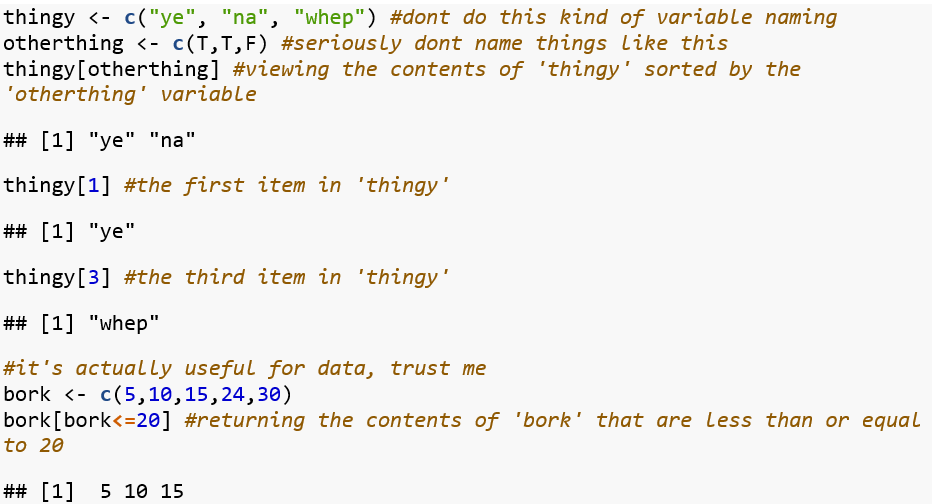 thingy <- c("ye", "na", "whep") #dont do this kind of variable naming
otherthing <- c(T,T,F) #seriously dont name things like this
thingy[otherthing] #viewing the contents of 'thingy' sorted by the
'otherthing' variable
## [1] "ye" "na"
thingy[1] #the first item in 'thingy'
## [1] "ye"
thingy[3] #the third item in 'thingy'
## [1] "whep"
#it's actually useful for data, trust me
bork <- c(5,10,15,24,30)
bork[bork<=20] #returning the contents of 'bork' that are less than or equal
to 20
## [1]  5 10 15